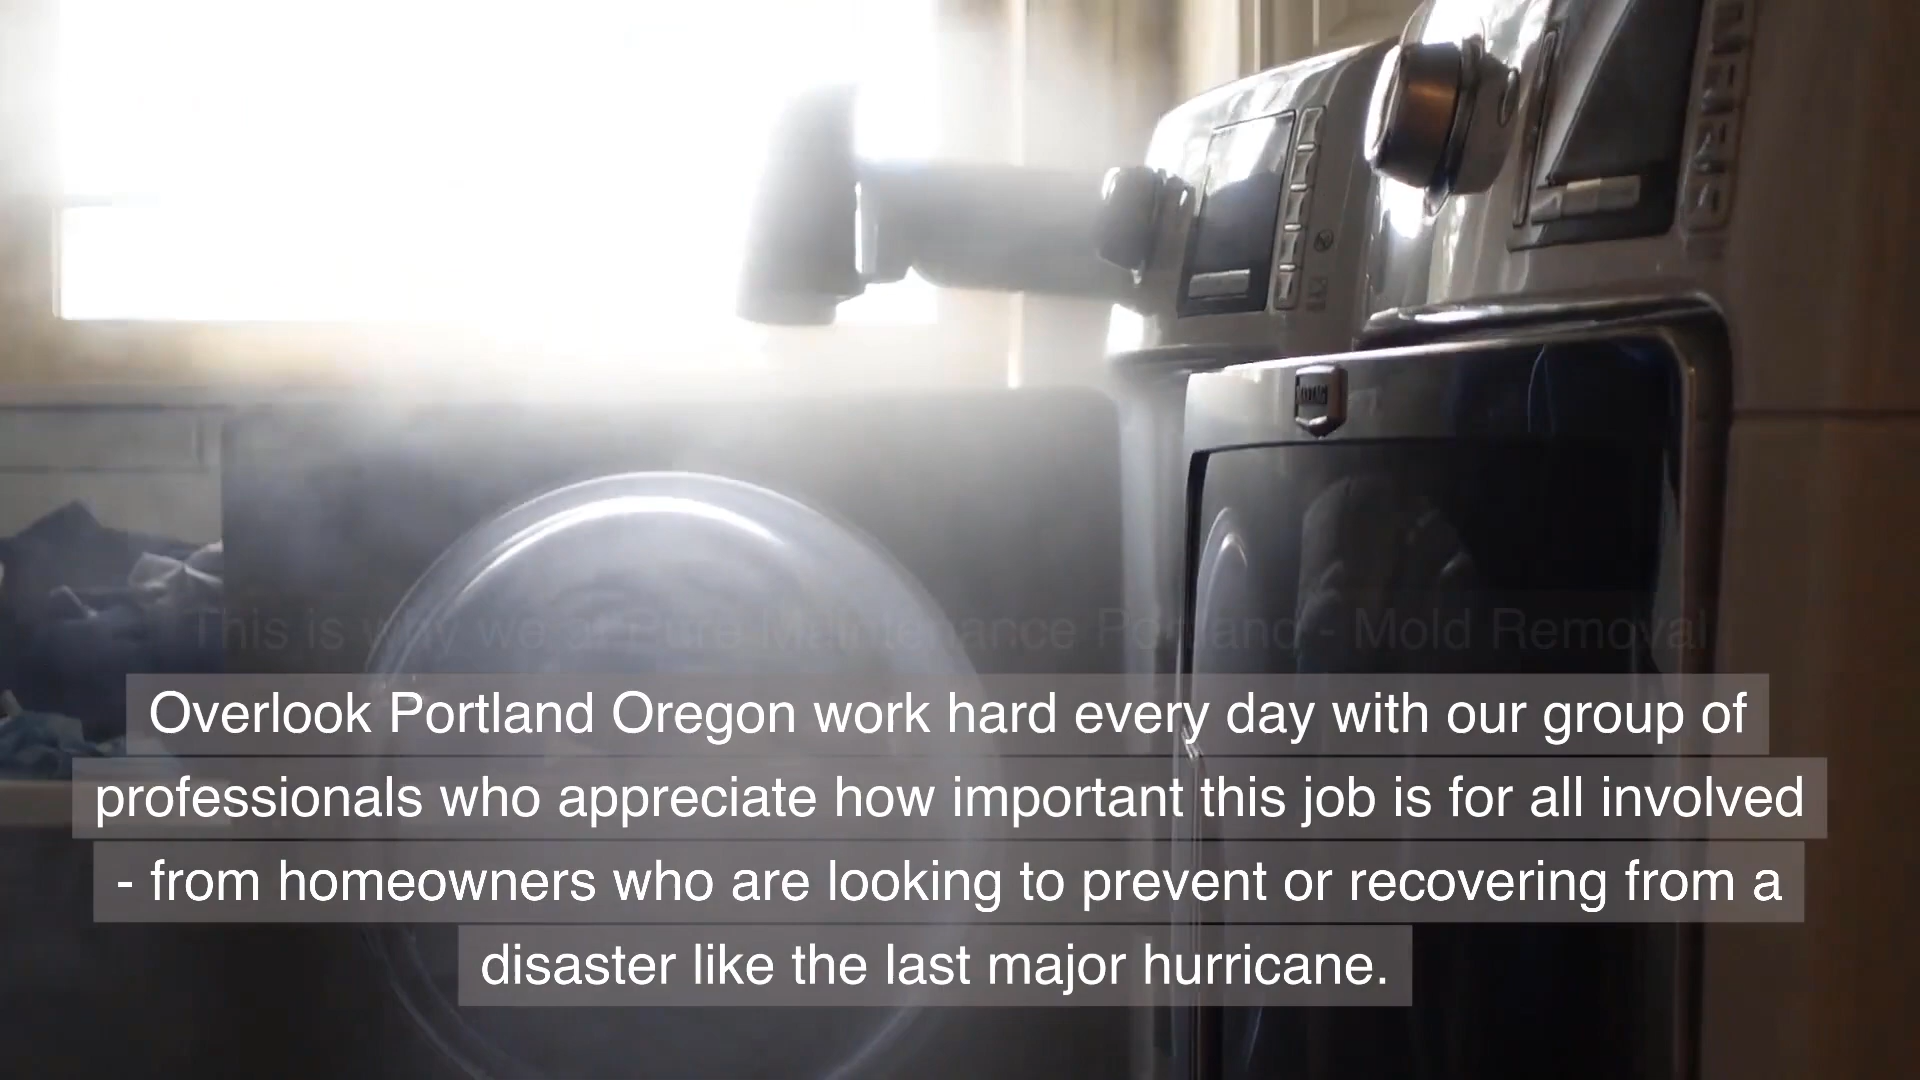 MAYTAG
This is why we at Pure Maintenance Portland - Mold Removal
Overlook Portland Oregon work hard every day with our group of
professionals who appreciate how important this job is for all involved
- from homeowners who are looking to prevent or recovering from a
disaster like the last major hurricane.